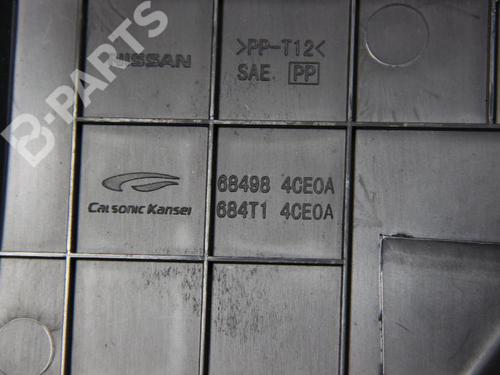 NISSAN
>PP-T12<
SAE PP
B-PARTS
CALSONIC KANSEI
68498 4CE0A
684T1 4CE0A